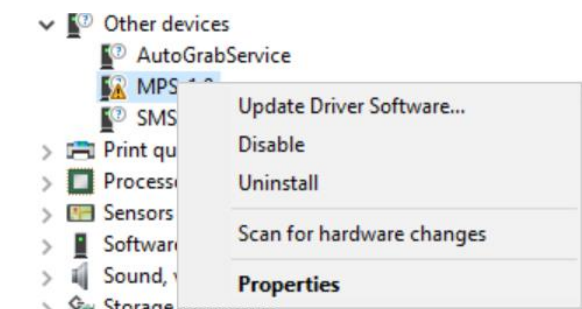 Other devices
AutoGrabService
MPS
SMS
Update Driver Software...
Disable
Uninstall
Scan for hardware changes
Properties
Print qu
Process
Sensors
Softwar
Sound,